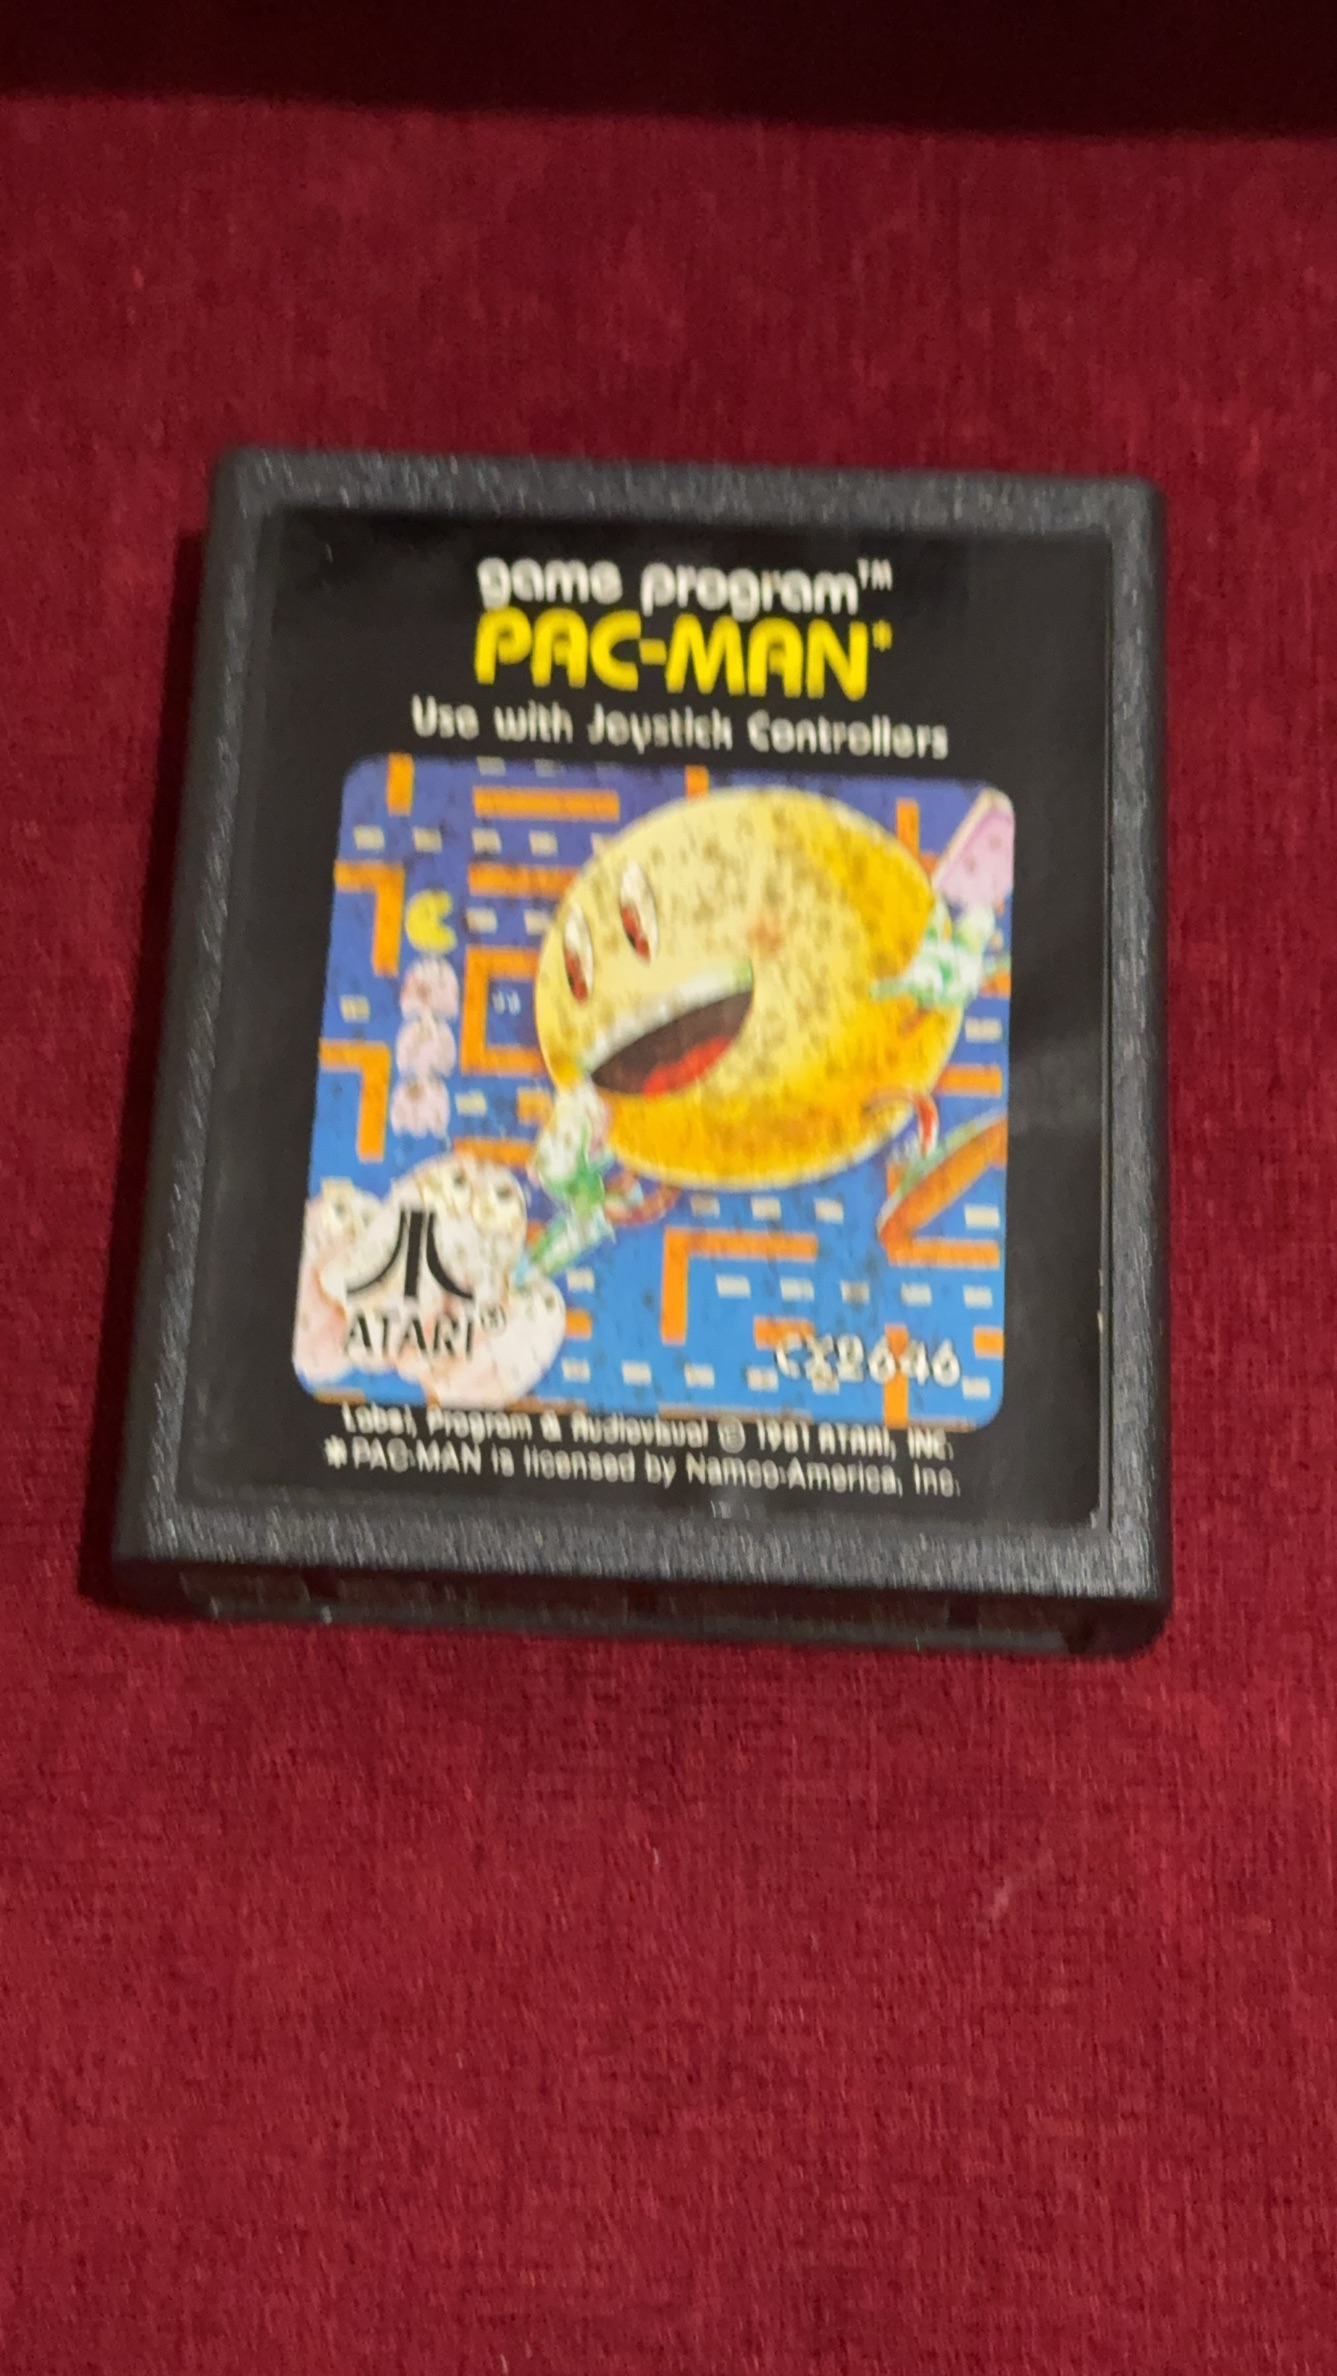 game program™
PAC-MAN*
Use with Joystick Controllers
ATARI®
CX2646
Label, Program & Audiovisual © 1981 ATARI, INC.
*PAC-MAN is licensed by Namco-America, Inc.